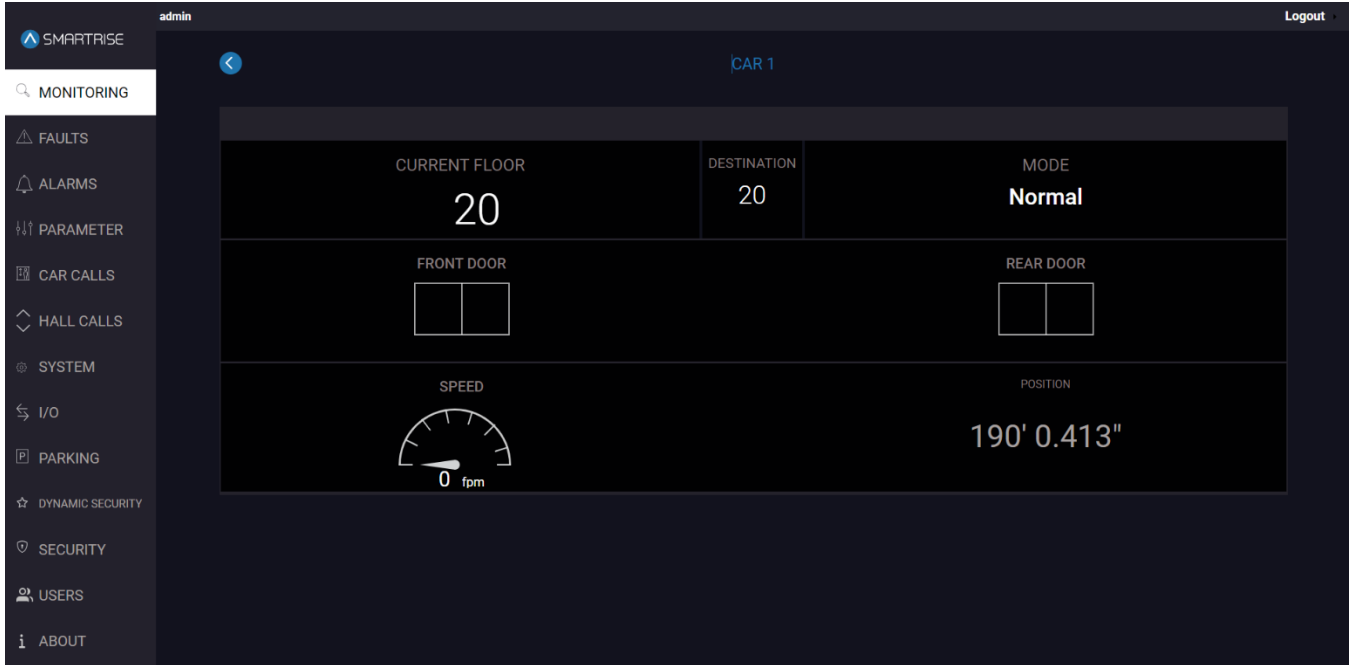 admin
Logout
SMARTRISE
CAR 1
MONITORING
FAULTS
ALARMS
PARAMETER
CAR CALLS
HALL CALLS
SYSTEM
I/O
PARKING
DYNAMIC SECURITY
SECURITY
USERS
ABOUT
CURRENT FLOOR
20
DESTINATION
20
MODE
Normal
FRONT DOOR
REAR DOOR
SPEED
0 fpm
POSITION
190' 0.413"